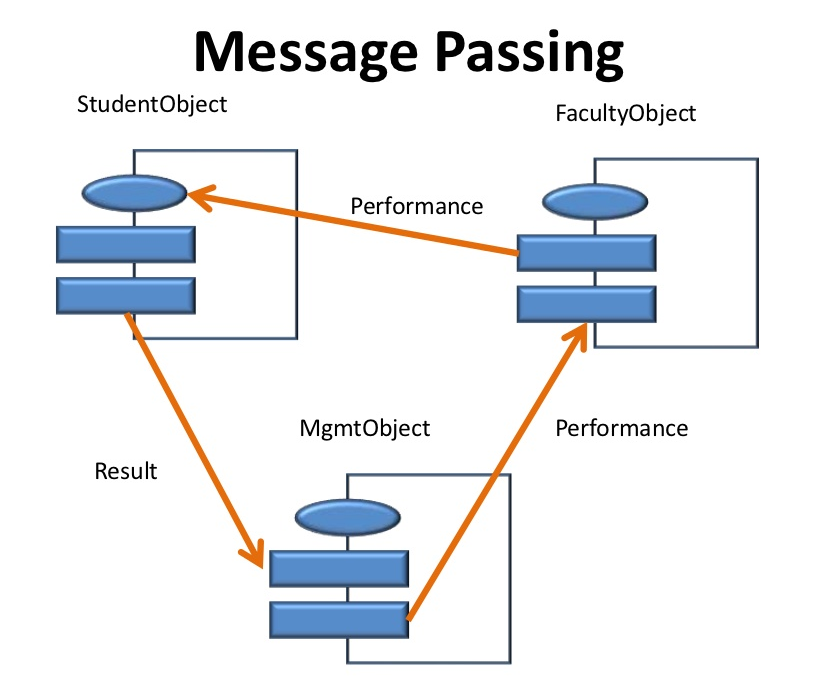 Message Passing
StudentObject
FacultyObject
Performance
MgmtObject
Performance
Result